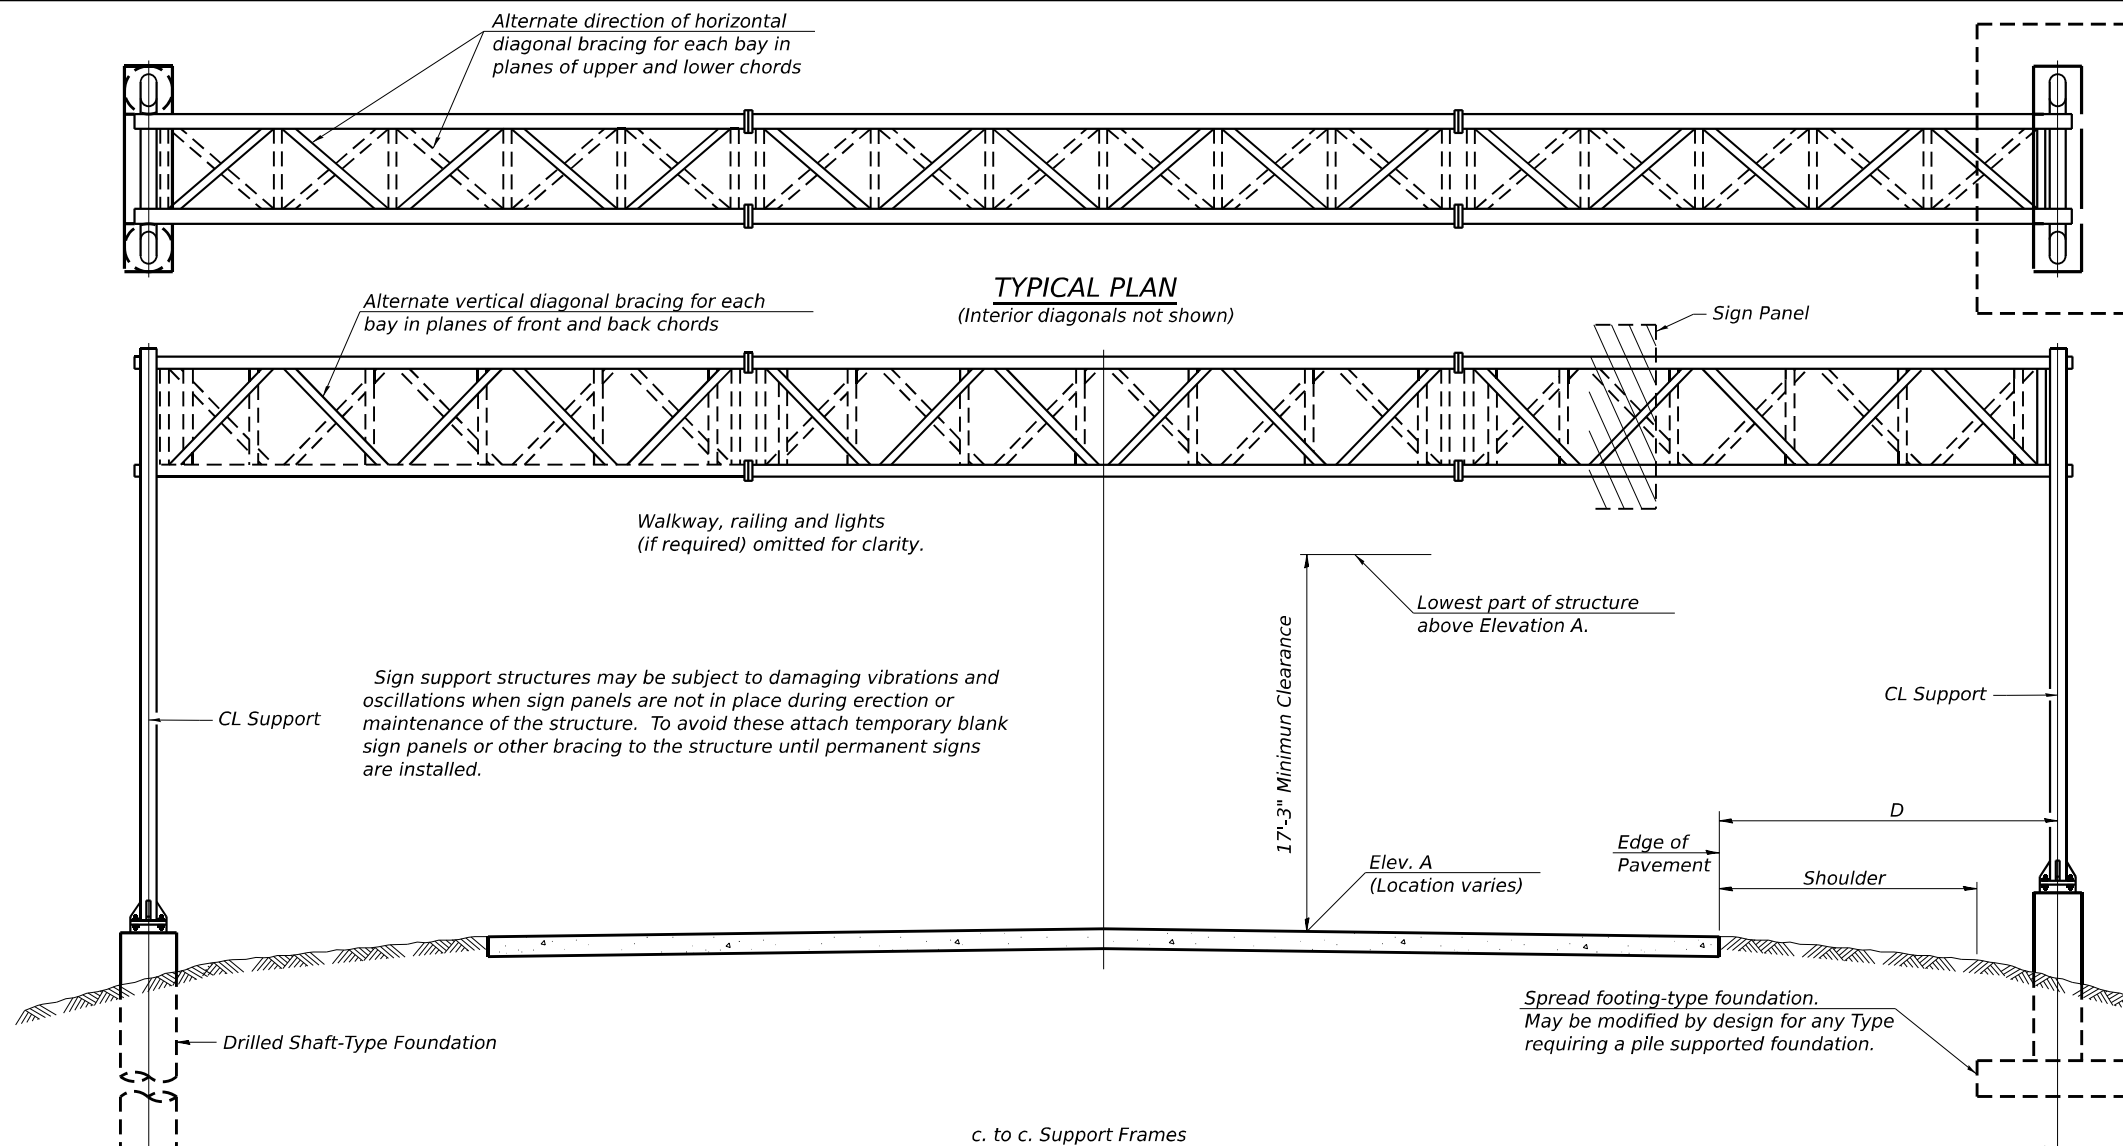 Alternate direction of horizontal
diagonal bracing for each bay in
planes of upper and lower chords
TYPICAL PLAN
(Interior diagonals not shown)
Alternate vertical diagonal bracing for each
bay in planes of front and back chords
Sign Panel
Walkway, railing and lights
(if required) omitted for clarity.
Lowest part of structure
above Elevation A.
17'-3" Minimun Clearance
Sign support structures may be subject to damaging vibrations and
oscillations when sign panels are not in place during erection or
maintenance of the structure.  To avoid these attach temporary blank
sign panels or other bracing to the structure until permanent signs
are installed.
CL Support
CL Support
D
Edge of
Pavement
Shoulder
Elev. A
(Location varies)
Spread footing-type foundation.
May be modified by design for any Type
requiring a pile supported foundation.
Drilled Shaft-Type Foundation
c. to c. Support Frames